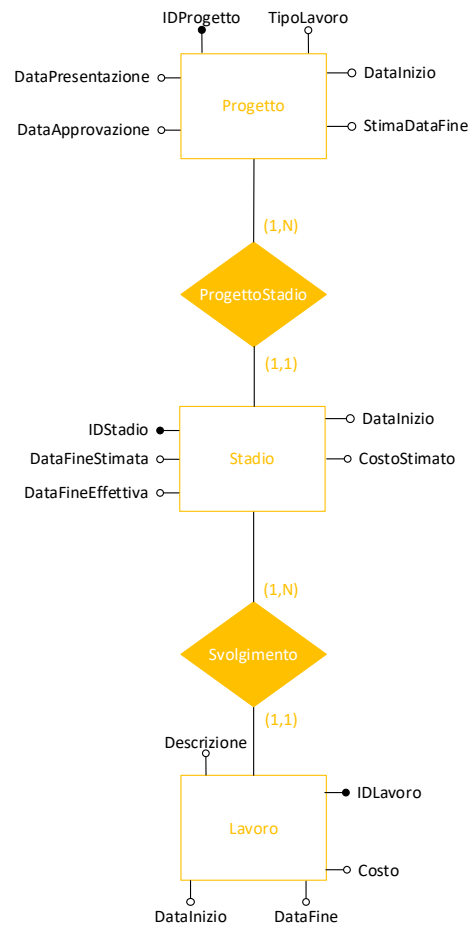 IDProgetto
TipoLavoro
DataPresentazione
DataInizio
Progetto
DataApprovazione
StimaDataFine
(1,N)
ProgettoStadio
(1,1)
DataInizio
IDStadio
DataFineStimata
Stadio
CostoStimato
DataFineEffettiva
(1,N)
Svolgimento
(1,1)
Descrizione
IDLavoro
Lavoro
Costo
DataInizio
DataFine